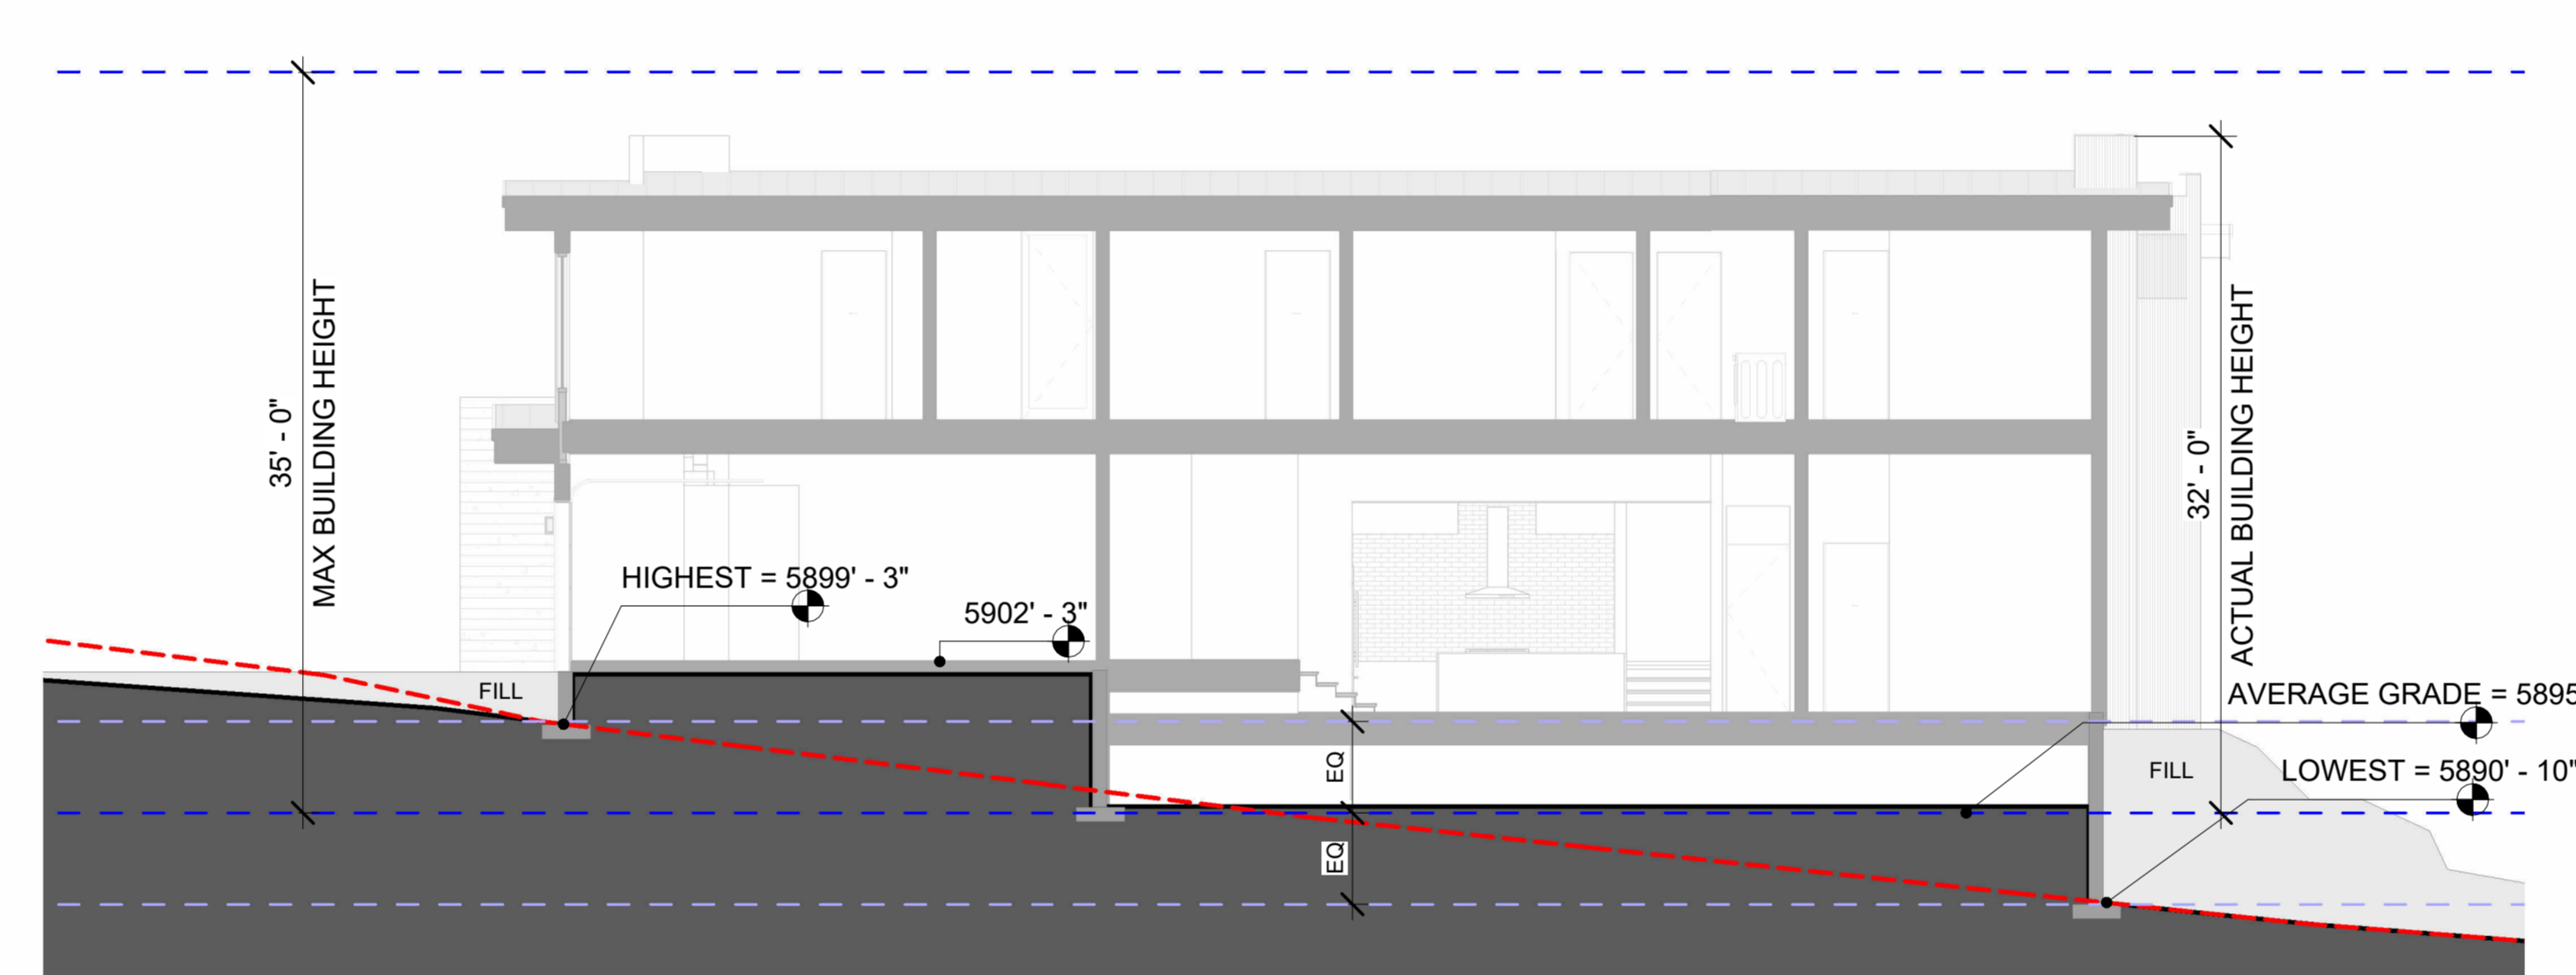 35' - 0"
MAX BUILDING HEIGHT
HIGHEST = 5899' - 3"
5902' - 3"
32' - 0"
ACTUAL BUILDING HEIGHT
FILL
AVERAGE GRADE = 5895
EQ
FILL
LOWEST = 5890' - 10"
EQ